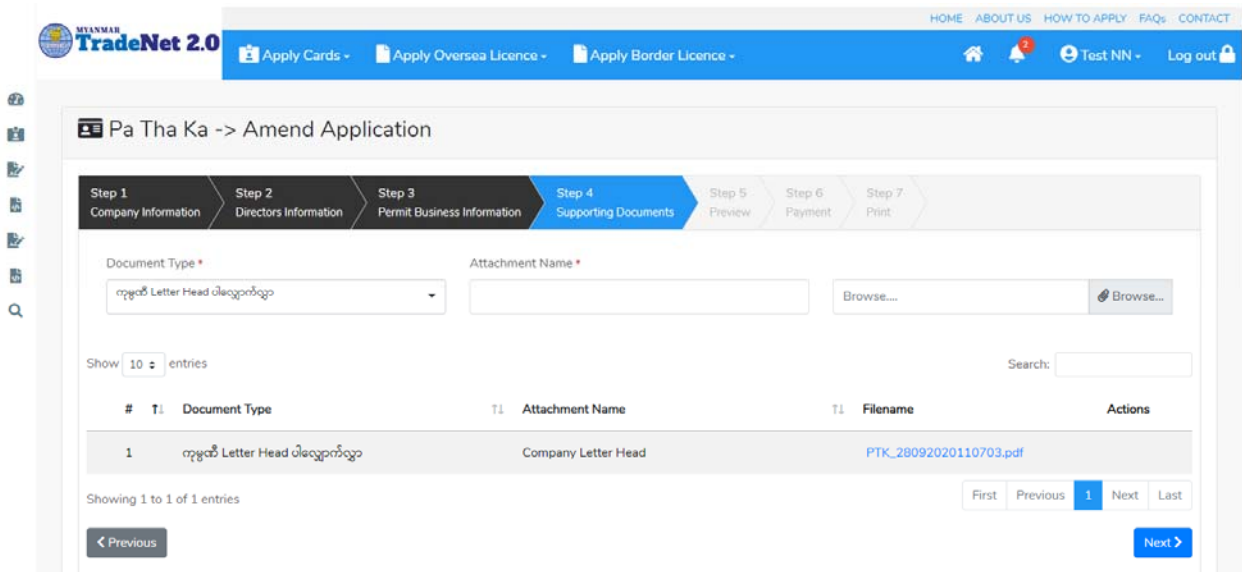 HOME ABOUT US HOW TO APPLY FAQs CONTACT
MYANMAR
TradeNet 2.0
Apply Cards Apply Oversea Licence Apply Border Licence 2 Test NN Log out
Pa Tha Ka -> Amend Application
Step 1 Step 2 Step 3 Step 4 Step 5 Step 6 Step 7
Company Information Directors Information Permit Business Information Supporting Documents Preview Payment Print
Document Type * Attachment Name *
ကုမ္ပဏီ Letter Head ပါလျှောက်လွှာ Browse.... Browse...
Show 10 entries Search:
# Document Type Attachment Name Filename Actions
1 ကုမ္ပဏီ Letter Head ပါလျှောက်လွှာ Company Letter Head PTK_28092020110703.pdf
Showing 1 to 1 of 1 entries First Previous 1 Next Last
Previous Next